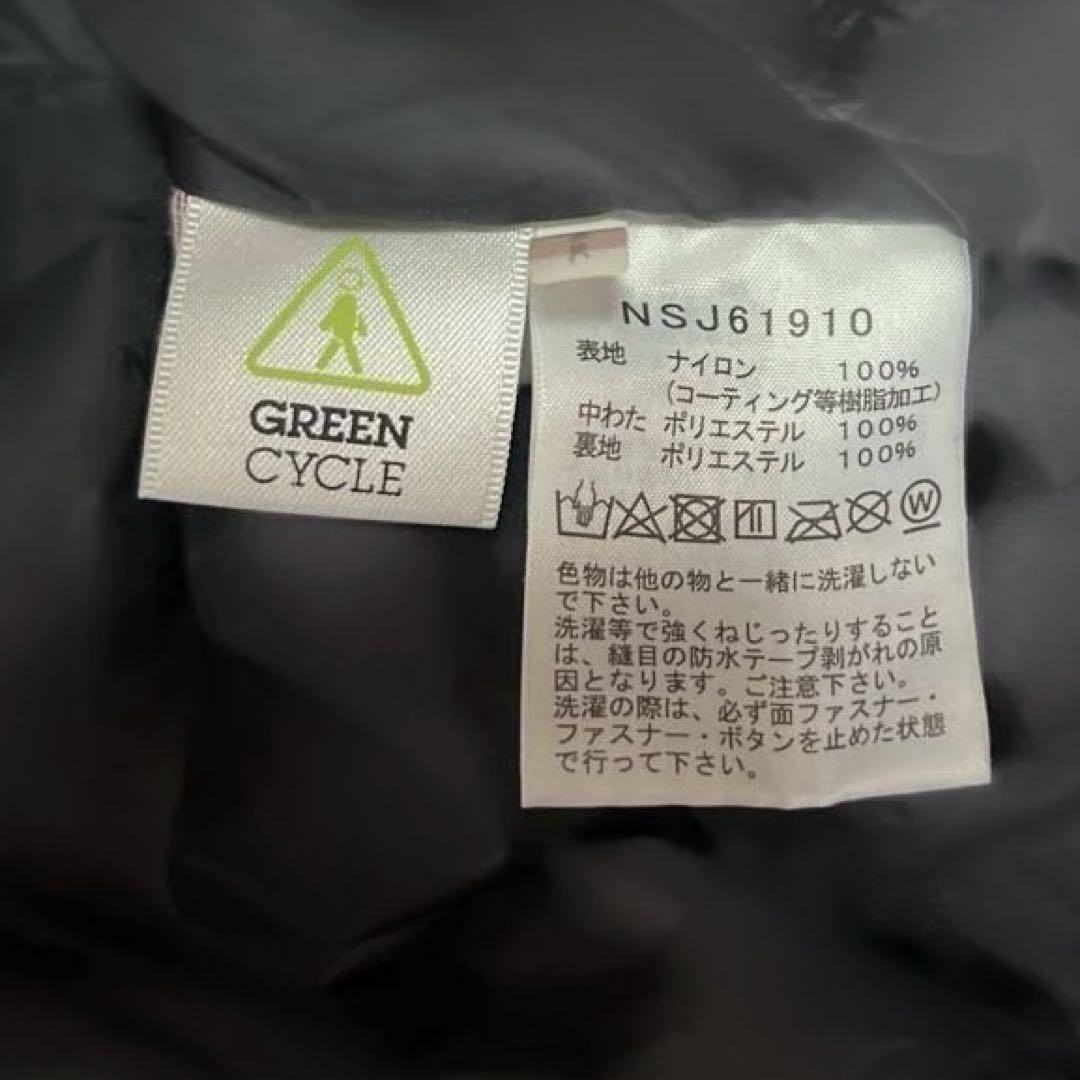 GREEN
CYCLE
NSJ61910
表地 ナイロン 100%
(コーティング等樹脂加工)
中わた ポリエステル 100%
裏地 ポリエステル 100%
W
色物は他の物と一緒に洗濯しない
で下さい。
洗濯等で強くねじったりすること
は、縫目の防水テープ剥がれの原
因となります。ご注意下さい。
洗濯の際は、必ず面ファスナー・
ファスナー・ボタンを止めた状態
で行って下さい。